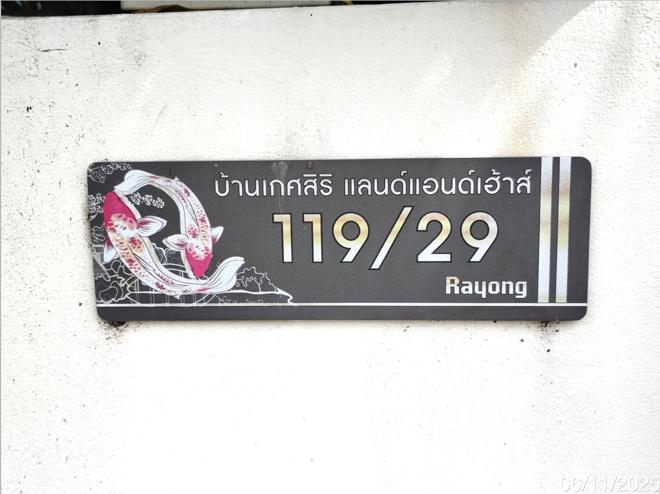 บ้านเกศสิริ แลนด์แอนด์เฮ้าส์
119/29
Rayong
06/11/2025